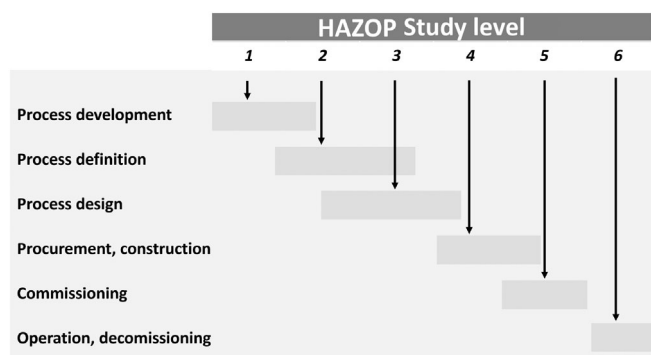 HAZOP Study level
1 2 3 4 5 6
Process development
Process definition
Process design
Procurement, construction
Commissioning
Operation, decomissioning